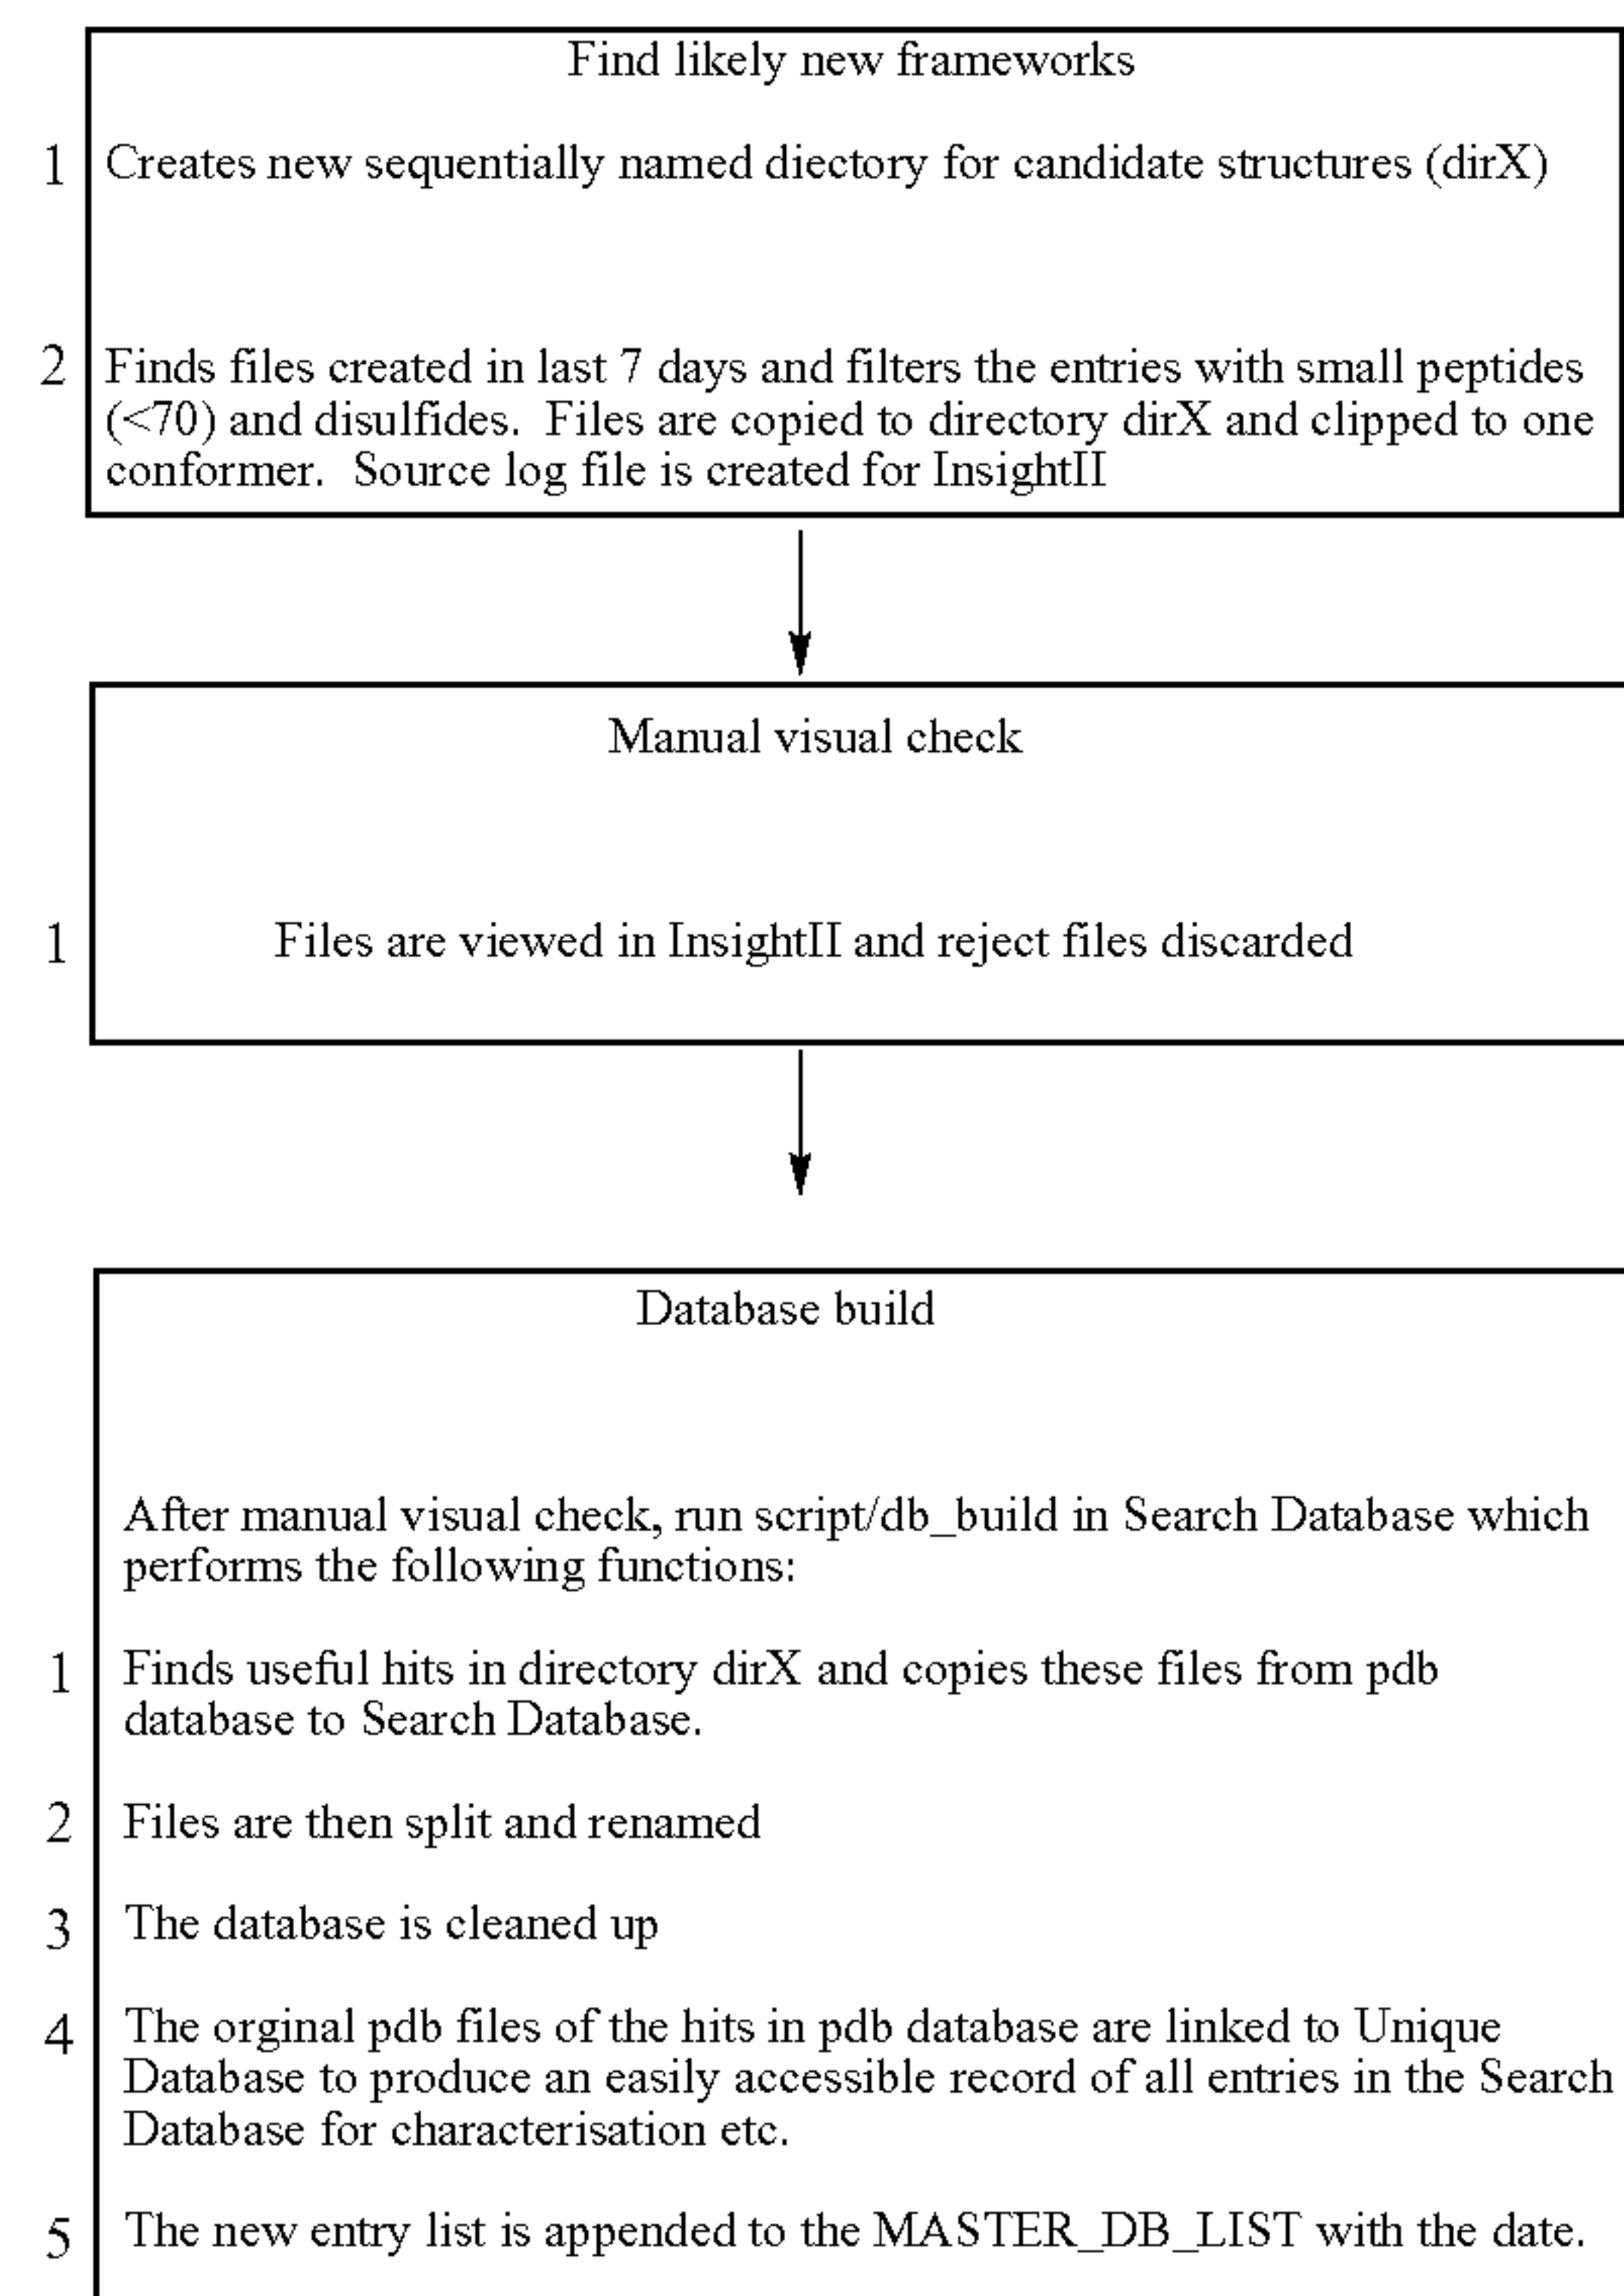 Find likely new frameworks
1 Creates new sequentially named diectory for candidate structures (dirX)
2 Finds files created in last 7 days and filters the entries with small peptides
(<70) and disulfides.  Files are copied to directory dirX and clipped to one
conformer.  Source log file is created for InsightII
Manual visual check
1 Files are viewed in InsightII and reject files discarded
Database build
After manual visual check, run script/db_build in Search Database which
performs the following functions:
1 Finds useful hits in directory dirX and copies these files from pdb
database to Search Database.
2 Files are then split and renamed
3 The database is cleaned up
4 The orginal pdb files of the hits in pdb database are linked to Unique
Database to produce an easily accessible record of all entries in the Search
Database for characterisation etc.
5 The new entry list is appended to the MASTER_DB_LIST with the date.